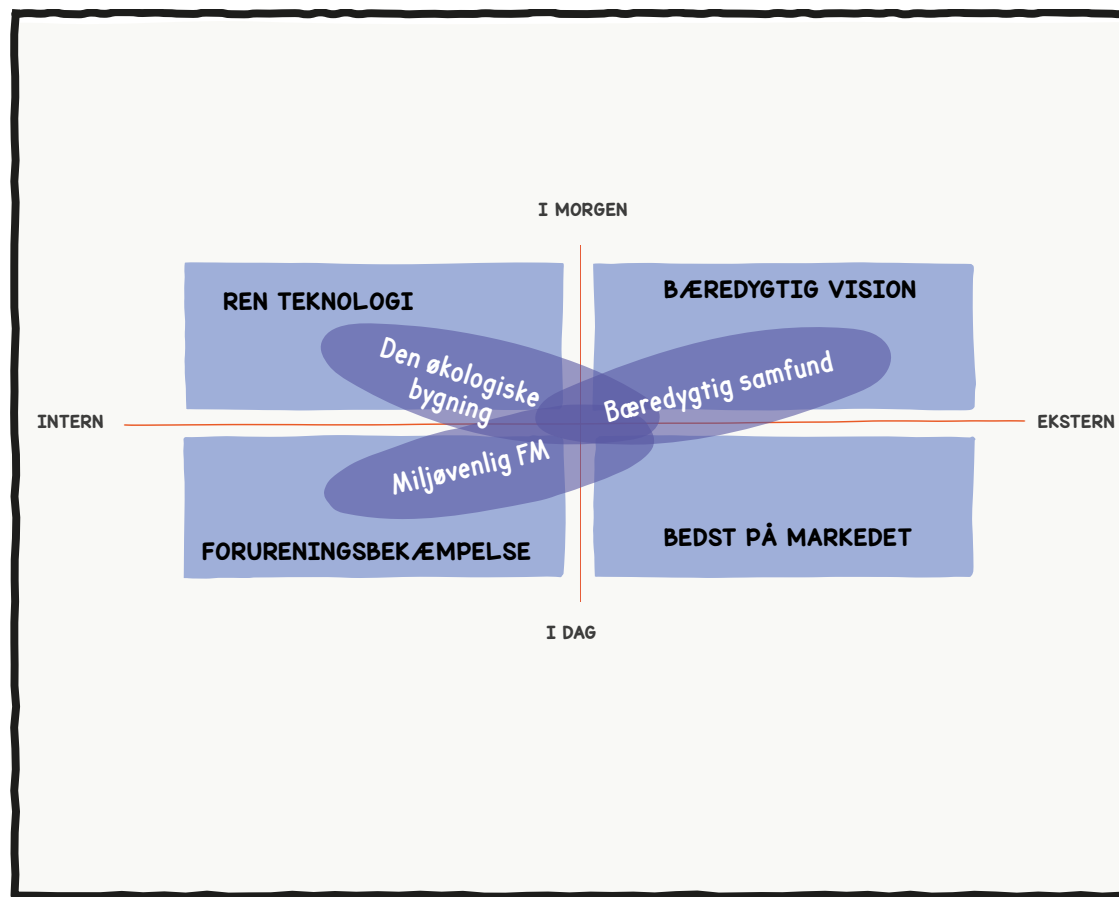 I MORGEN
REN TEKNOLOGI
BÆREDYGTIG VISION
Den økologiske
bygning
Bæredygtig samfund
INTERN
EKSTERN
Miljøvenlig FM
FORURENINGSBEKÆMPELSE
BEDST PÅ MARKEDET
I DAG